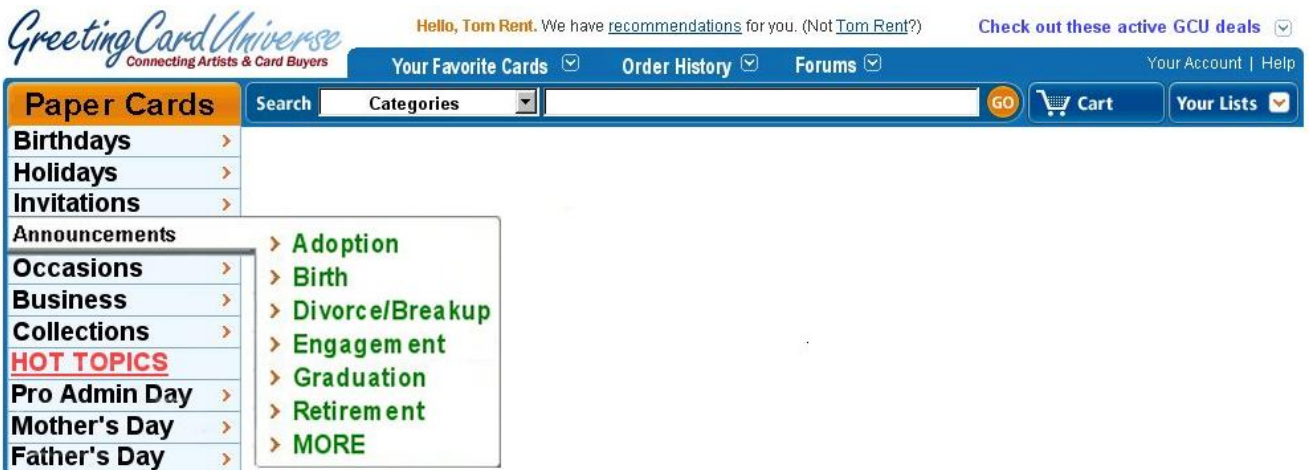 GreetingCardUniverse
Connecting Artists & Card Buyers
Hello, Tom Rent. We have recommendations for you. (Not Tom Rent?)
Check out these active GCU deals
Your Favorite Cards
Order History
Forums
Your Account | Help
Paper Cards
Search
Categories
GO
Cart
Your Lists
Birthdays
Holidays
Invitations
Announcements
Adoption
Birth
Divorce/Breakup
Engagement
Graduation
Retirement
MORE
Occasions
Business
Collections
HOT TOPICS
Pro Admin Day
Mother's Day
Father's Day